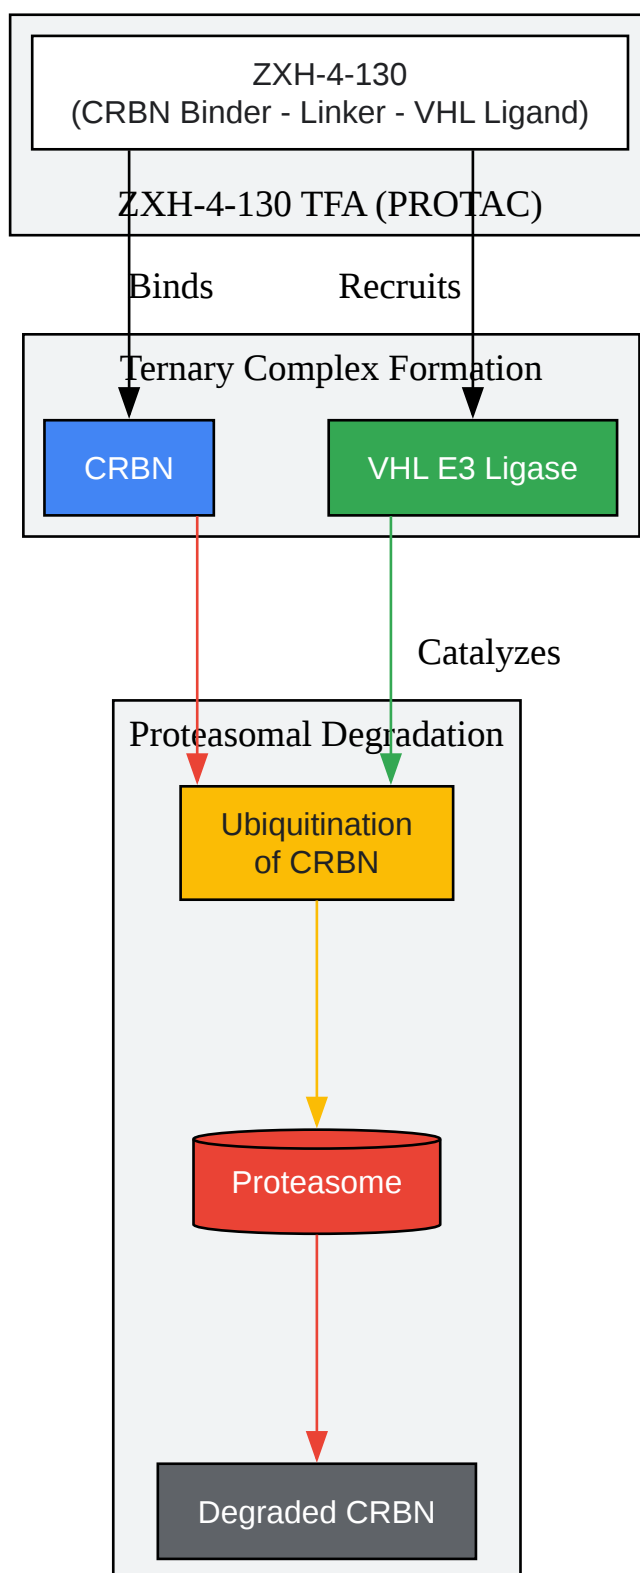 ZXH-4-130
(CRBN Binder - Linker - VHL Ligand)
ZXH-4-130 TFA (PROTAC)
Binds
Recruits
Ternary Complex Formation
CRBN
VHL E3 Ligase
Catalyzes
Proteasomal Degradation
Ubiquitination
of CRBN
Proteasome
Degraded CRBN